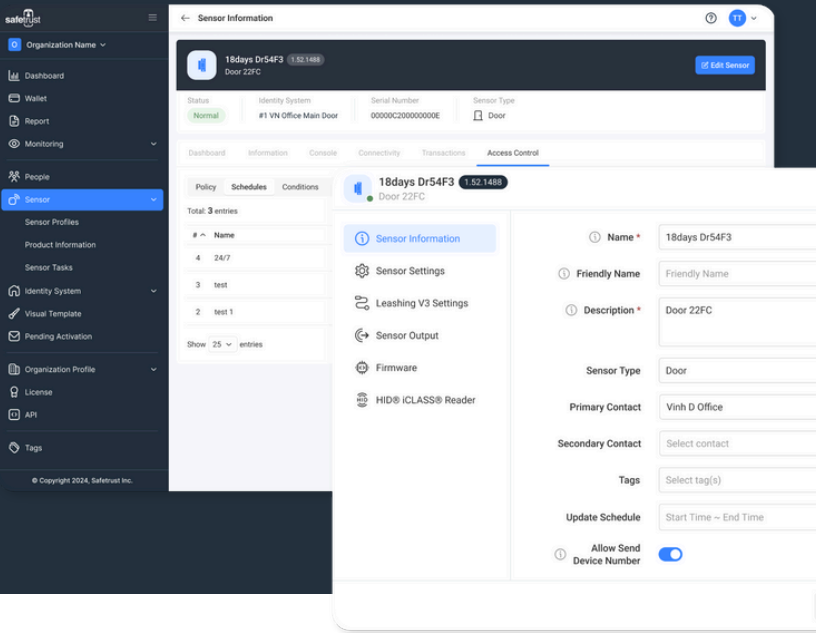 safetrust
O Organization Name
Dashboard
Wallet
Report
Monitoring
People
Sensor
Sensor Profiles
Product Information
Sensor Tasks
Identity System
Visual Template
Pending Activation
Organization Profile
License
API
Tags
© Copyright 2024, Safetrust Inc.
Sensor Information
TT
18days Dr54F3 1.52.1488
Door 22FC
Edit Sensor
Status Identity System Serial Number Sensor Type
Normal #1 VN Office Main Door 00000C200000000E Door
Dashboard Information Console Connectivity Transactions Access Control
Policy Schedules Conditions
Total: 3 entries
# Name
4 24/7
3 test
2 test 1
Show 25 entries
18days Dr54F3 1.52.1488
Door 22FC
Sensor Information
Sensor Settings
Leashing V3 Settings
Sensor Output
Firmware
HID HID® iCLASS® Reader
Name * 18days Dr54F3
Friendly Name Friendly Name
Description * Door 22FC
Sensor Type Door
Primary Contact Vinh D Office
Secondary Contact Select contact
Tags Select tag(s)
Update Schedule Start Time ~ End Time
Allow Send
Device Number